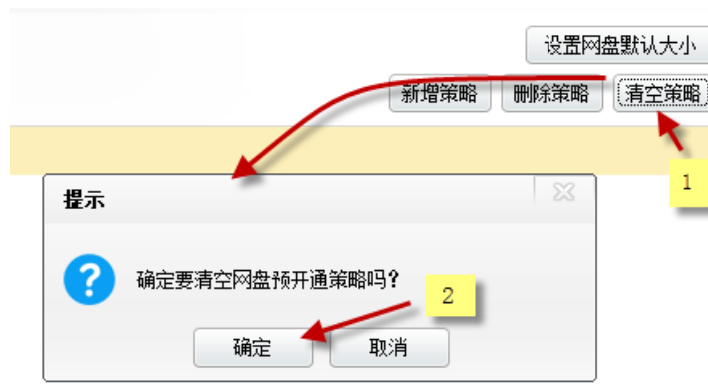 设置网盘默认大小
新增策略 删除策略 清空策略
1
提示
确定要清空网盘预开通策略吗?
2
确定 取消